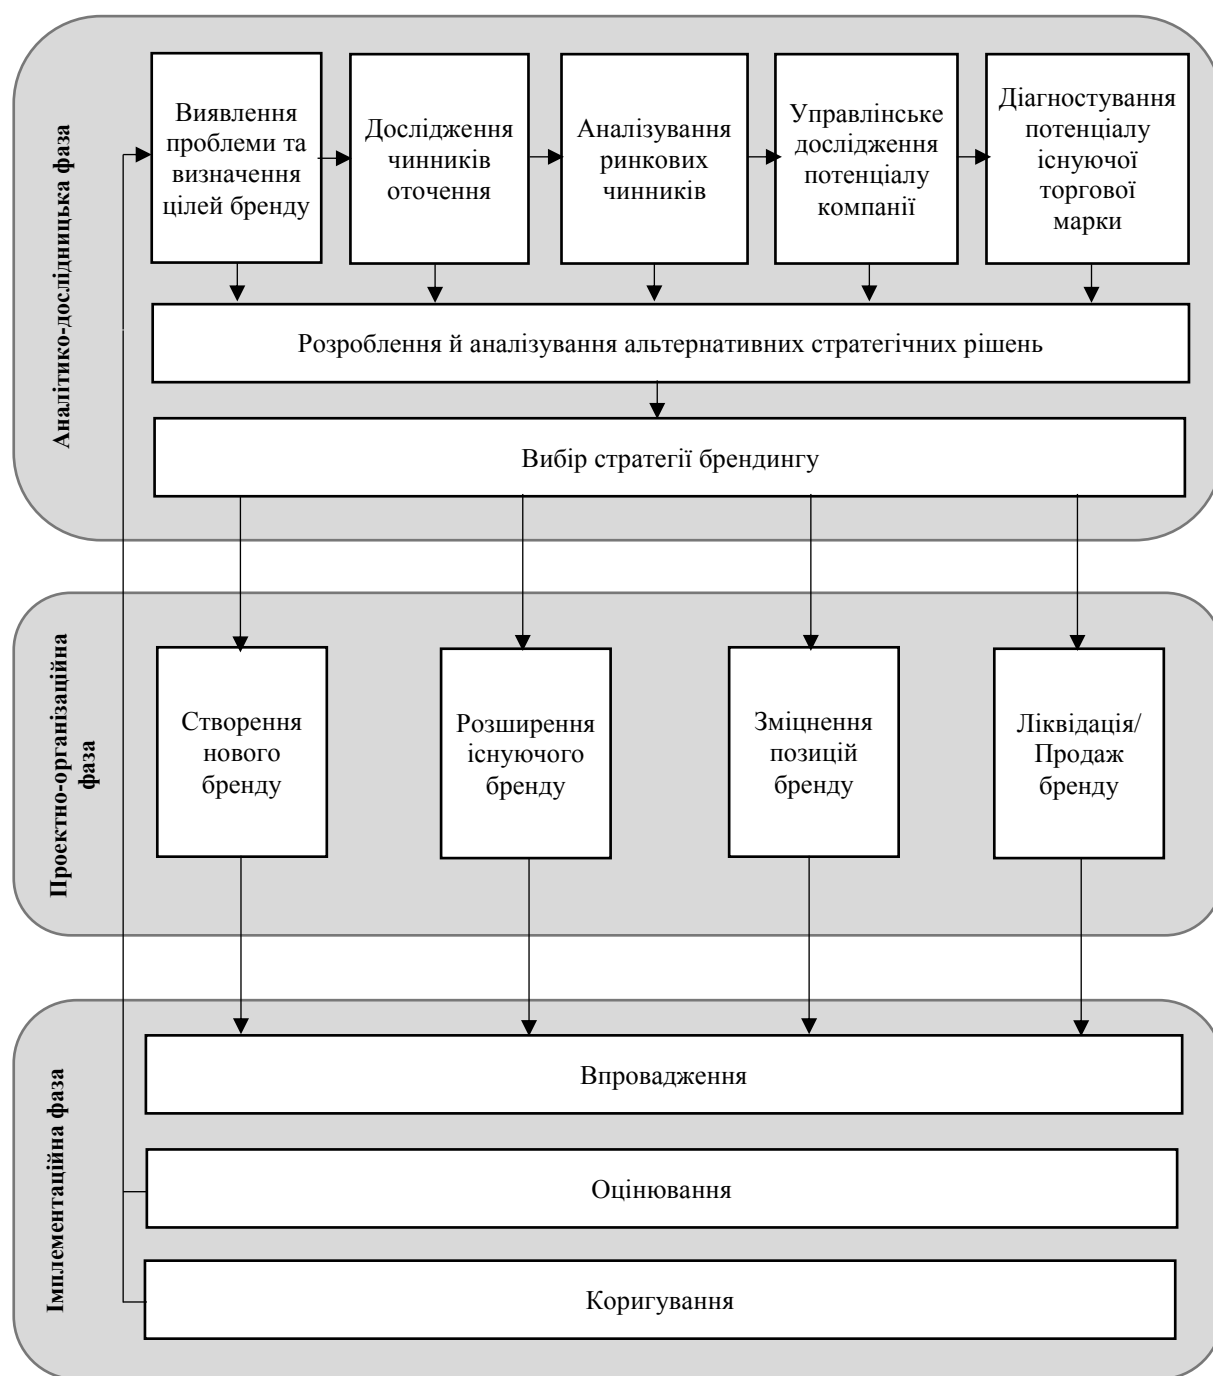 Аналітико-дослідницька фаза
Виявлення
проблеми та
визначення
цілей бренду
Дослідження
чинників
оточення
Аналізування
ринкових
чинників
Управлінське
дослідження
потенціалу
компанії
Діагностування
потенціалу
існуючої
торгової
марки
Розроблення й аналізування альтернативних стратегічних рішень
Вибір стратегії брендингу
Проектно-організаційна
фаза
Створення
нового
бренду
Розширення
існуючого
бренду
Зміцнення
позицій
бренду
Ліквідація/
Продаж
бренду
Імплементаційна фаза
Впровадження
Оцінювання
Коригування